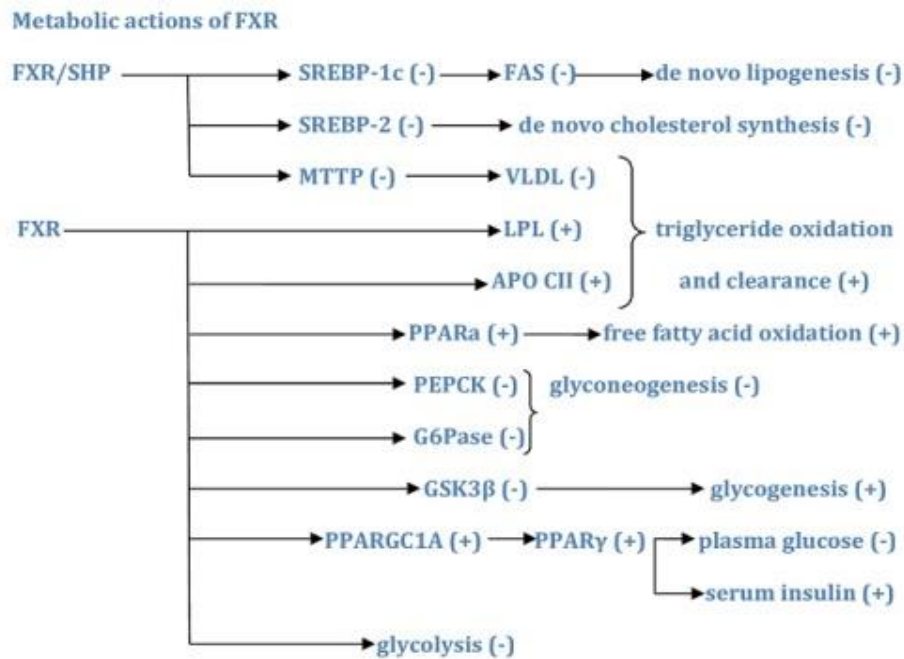 Metabolic actions of FXR
FXR/SHP SREBP-1c (-) FAS (-) de novo lipogenesis (-)
SREBP-2 (-) de novo cholesterol synthesis (-)
MTTP (-) VLDL (-)
FXR LPL (+) triglyceride oxidation
APO CII (+) and clearance (+)
PPARa (+) free fatty acid oxidation (+)
PEPCK (-) glyconeogenesis (-)
G6Pase (-)
GSK3β (-) glycogenesis (+)
PPARGC1A (+) PPARγ (+) plasma glucose (-)
serum insulin (+)
glycolysis (-)